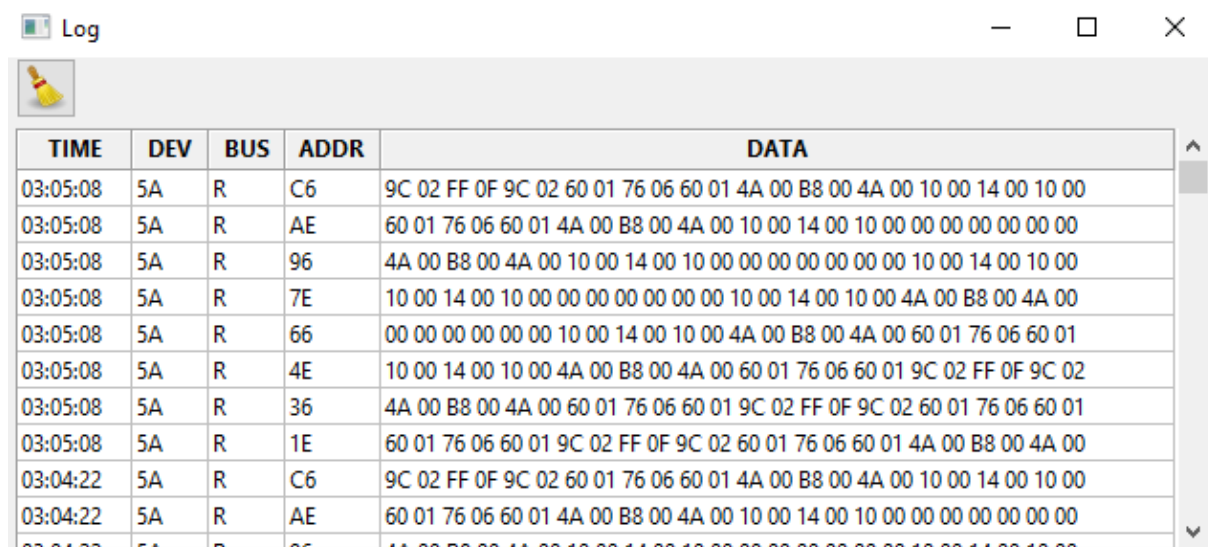 Log
TIME DEV BUS ADDR DATA
03:05:08 5A R C6 9C 02 FF 0F 9C 02 60 01 76 06 60 01 4A 00 B8 00 4A 00 10 00 14 00 10 00
03:05:08 5A R AE 60 01 76 06 60 01 4A 00 B8 00 4A 00 10 00 14 00 10 00 00 00 00 00 00 00
03:05:08 5A R 96 4A 00 B8 00 4A 00 10 00 14 00 10 00 00 00 00 00 00 00 10 00 14 00 10 00
03:05:08 5A R 7E 10 00 14 00 10 00 00 00 00 00 00 00 10 00 14 00 10 00 4A 00 B8 00 4A 00
03:05:08 5A R 66 00 00 00 00 00 00 10 00 14 00 10 00 4A 00 B8 00 4A 00 60 01 76 06 60 01
03:05:08 5A R 4E 10 00 14 00 10 00 4A 00 B8 00 4A 00 60 01 76 06 60 01 9C 02 FF 0F 9C 02
03:05:08 5A R 36 4A 00 B8 00 4A 00 60 01 76 06 60 01 9C 02 FF 0F 9C 02 60 01 76 06 60 01
03:05:08 5A R 1E 60 01 76 06 60 01 9C 02 FF 0F 9C 02 60 01 76 06 60 01 4A 00 B8 00 4A 00
03:04:22 5A R C6 9C 02 FF 0F 9C 02 60 01 76 06 60 01 4A 00 B8 00 4A 00 10 00 14 00 10 00
03:04:22 5A R AE 60 01 76 06 60 01 4A 00 B8 00 4A 00 10 00 14 00 10 00 00 00 00 00 00 00